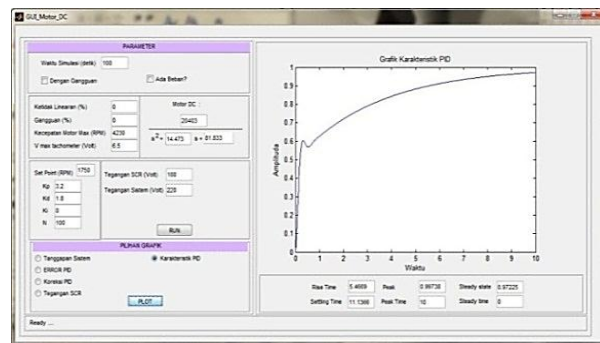 GUI_Motor_DC
PARAMETER
Waktu Simulasi (detik) 100
Dengan Gangguan
Ada Beban?
Ketidak Linearan (%) 0
Gangguan (%) 0
Kecepatan Motor Max (RPM) 4230
V max tachometer (Volt) 6.5
Motor DC :
20403
s^2 + 14.473 s + 81.833
Set Point (RPM) 1750
Kp 3.2
Kd 1.8
Ki 0
N 100
Tegangan SCR (Volt) 180
Tegangan Sistem (Volt) 220
RUN
PILIHAN GRAFIK
Tanggapan Sistem
Karakteristik PID
ERROR PID
Koreksi PID
Tegangan SCR
PLOT
Grafik Karakteristik PID
Amplituda
1
0.9
0.8
0.7
0.6
0.5
0.4
0.3
0.2
0.1
0
0 1 2 3 4 5 6 7 8 9 10
Waktu
Rise Time 5.4669 Peak 0.96738 Steady state 0.97225
Settling Time 11.1366 Peak Time 10 Steady time 0
Ready ...